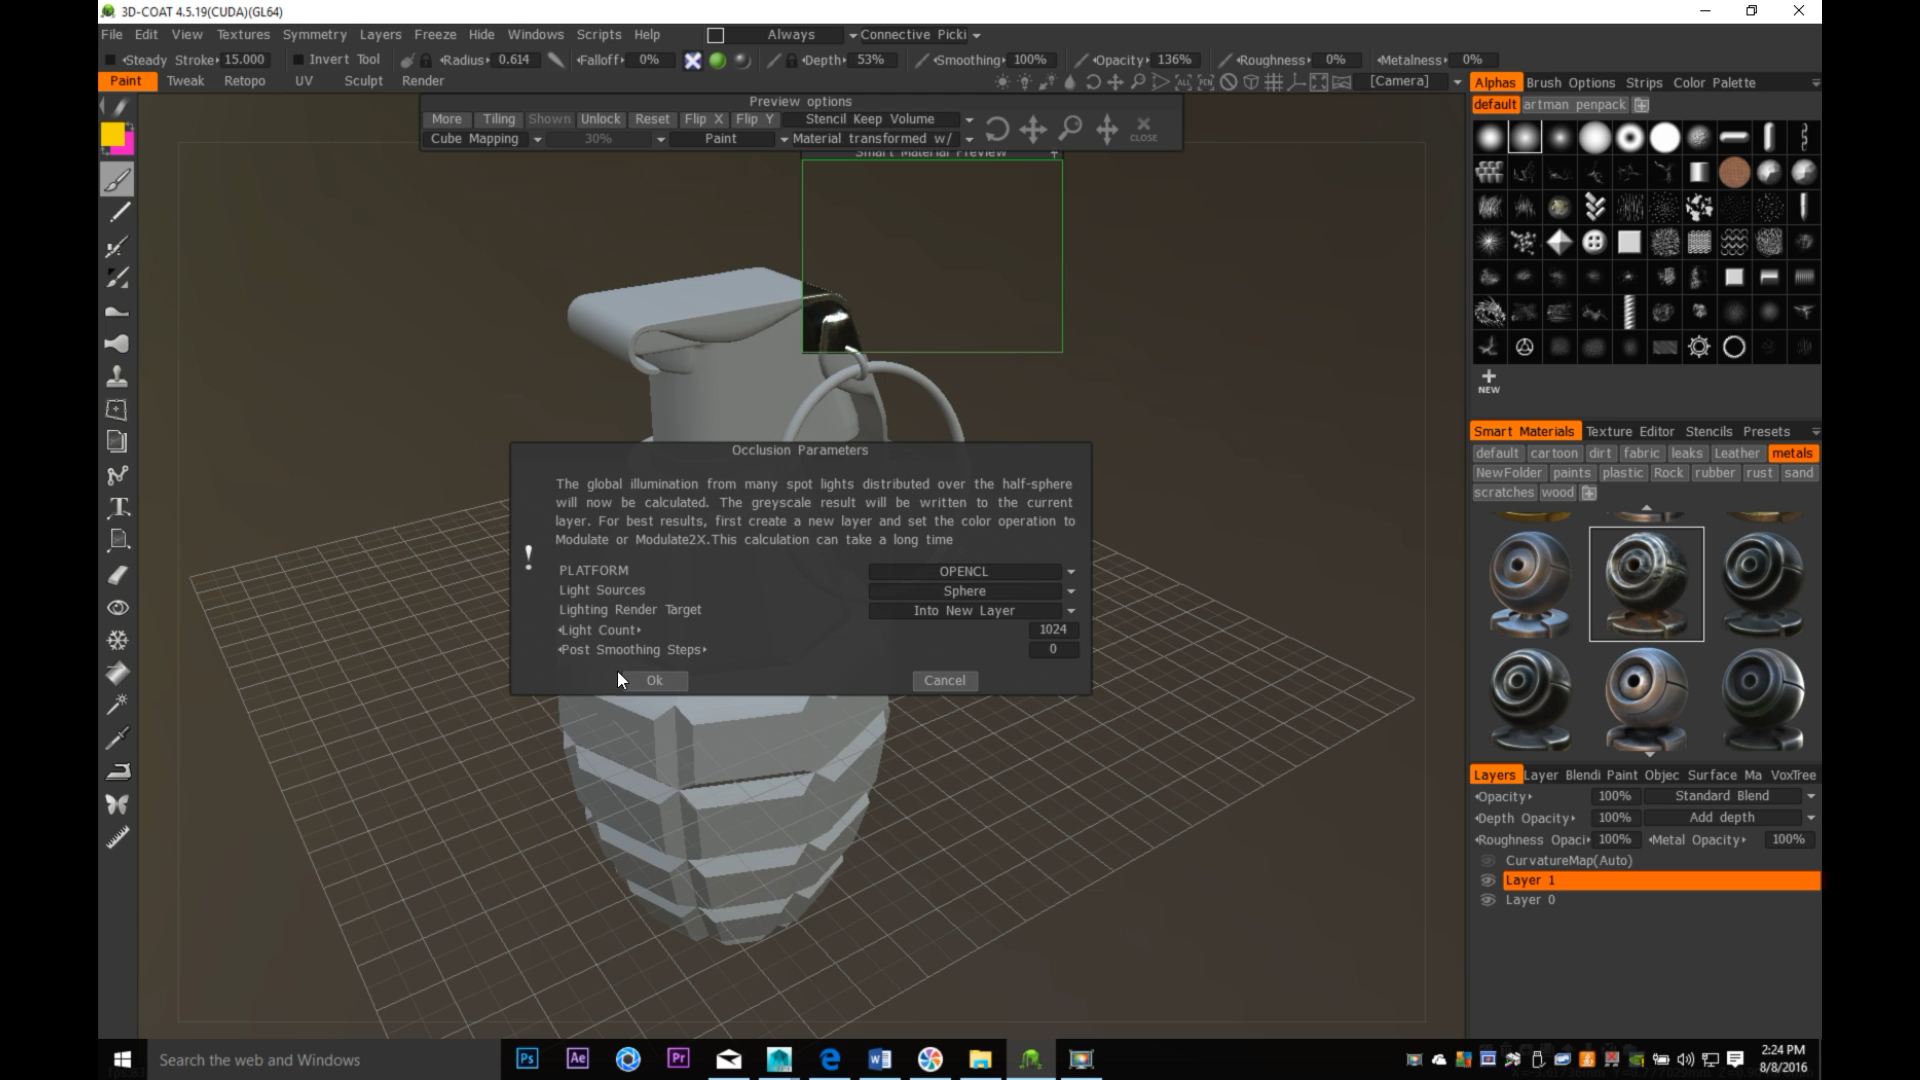 3D-COAT 4.5.19(CUDA)(GL64)
File Edit View Textures Symmetry Layers Freeze Hide Windows Scripts Help Always Connective Picki
Steady Stroke 15.000 Invert Tool Radius 0.614 Falloff 0% Depth 53% Smoothing 100% Opacity 136% Roughness 0% Metalness 0%
Paint Tweak Retopo UV Sculpt Render [Camera] Alphas Brush Options Strips Color Palette
Preview options
default artman penpack
More Tiling Shown Unlock Reset Flip X Flip Y Stencil Keep Volume
Cube Mapping 30% Paint Material transformed w/ CLOSE
Smart Material Preview
NEW
Smart Materials Texture Editor Stencils Presets
default cartoon dirt fabric leaks Leather metals
NewFolder paints plastic Rock rubber rust sand
scratches wood
Occlusion Parameters
The global illumination from many spot lights distributed over the half-sphere
will now be calculated. The greyscale result will be written to the current
layer. For best results, first create a new layer and set the color operation to
Modulate or Modulate2X.This calculation can take a long time
PLATFORM OPENCL
Light Sources Sphere
Lighting Render Target Into New Layer
Light Count 1024
Post Smoothing Steps 0
Ok Cancel
Layers Layer Blendi Paint Objec Surface Ma VoxTree
Opacity 100% Standard Blend
Depth Opacity 100% Add depth
Roughness Opaci 100% Metal Opacity 100%
CurvatureMap(Auto)
Layer 1
Layer 0
Search the web and Windows
Ps Ae Pr
2:24 PM
8/8/2016